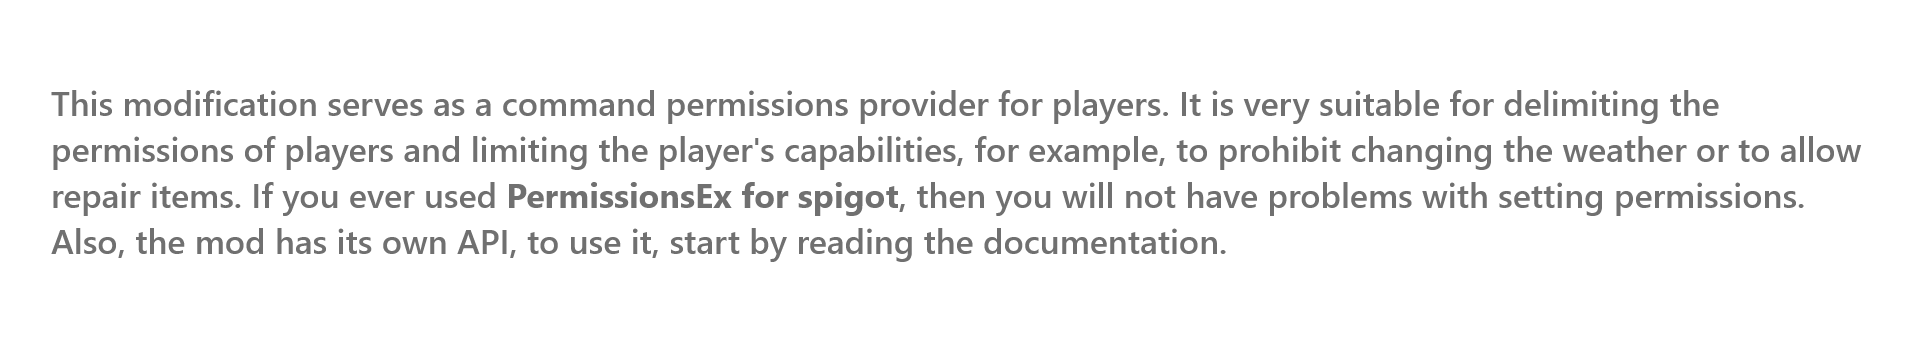 This modification serves as a command permissions provider for players. It is very suitable for delimiting the
permissions of players and limiting the player's capabilities, for example, to prohibit changing the weather or to allow
repair items. If you ever used PermissionsEx for spigot, then you will not have problems with setting permissions.
Also, the mod has its own API, to use it, start by reading the documentation.